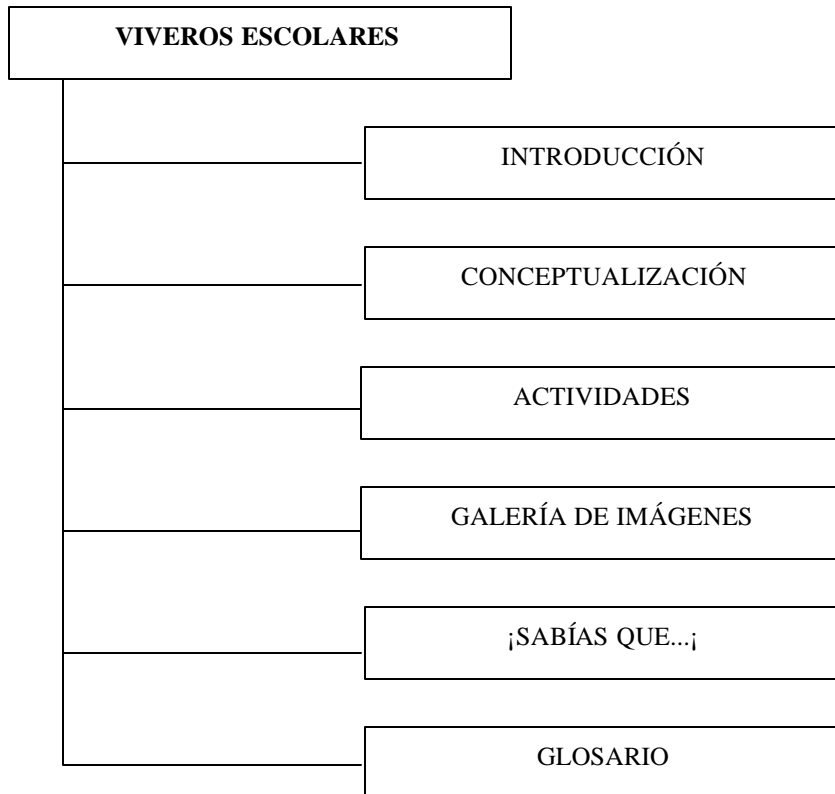 VIVEROS ESCOLARES
INTRODUCCIÓN
CONCEPTUALIZACIÓN
ACTIVIDADES
GALERÍA DE IMÁGENES
¡SABÍAS QUE...¡
GLOSARIO